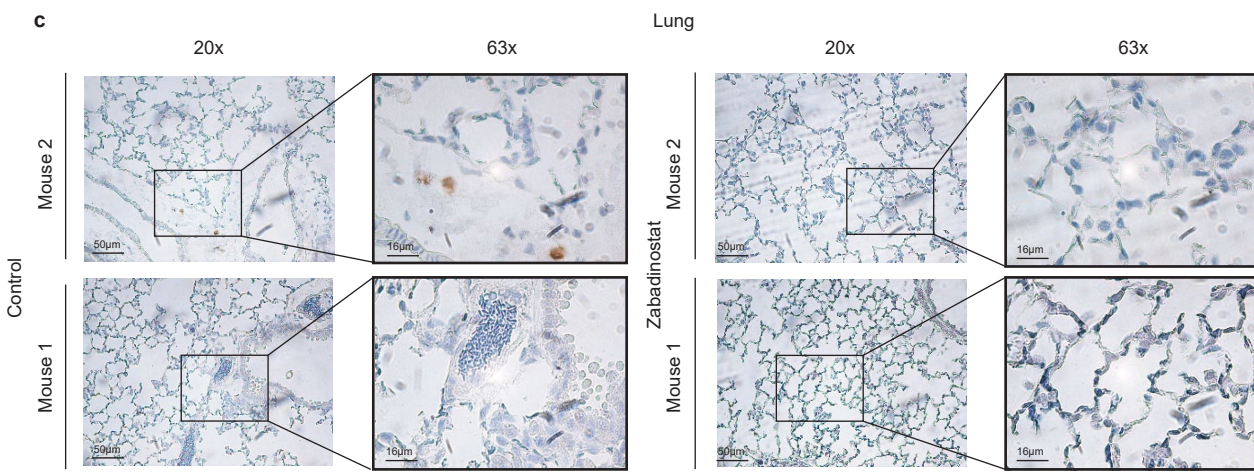 c
Lung
20x
63x
20x
63x
Control
Mouse 2
50µm
16µm
Mouse 1
50µm
16µm
Zabadinostat
Mouse 2
50µm
16µm
Mouse 1
50µm
16µm